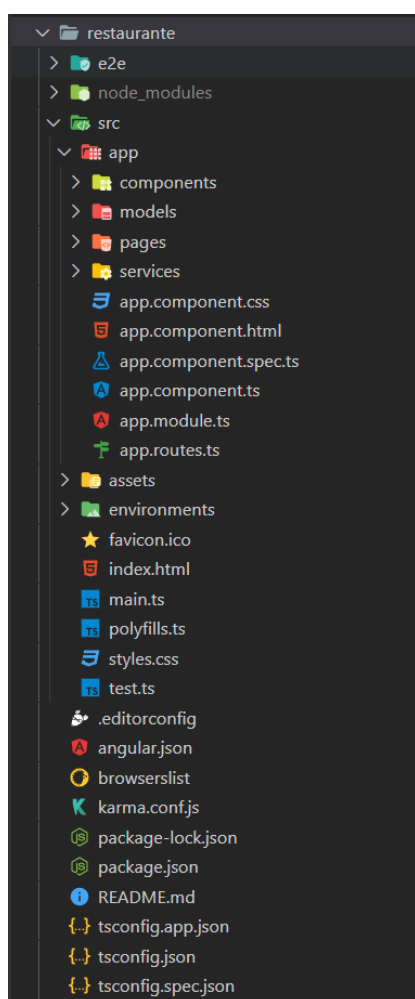 restaurante
e2e
node_modules
src
app
components
models
pages
services
app.component.css
app.component.html
app.component.spec.ts
app.component.ts
app.module.ts
app.routes.ts
assets
environments
favicon.ico
index.html
main.ts
polyfills.ts
styles.css
test.ts
.editorconfig
angular.json
browserslist
karma.conf.js
package-lock.json
package.json
README.md
tsconfig.app.json
tsconfig.json
tsconfig.spec.json